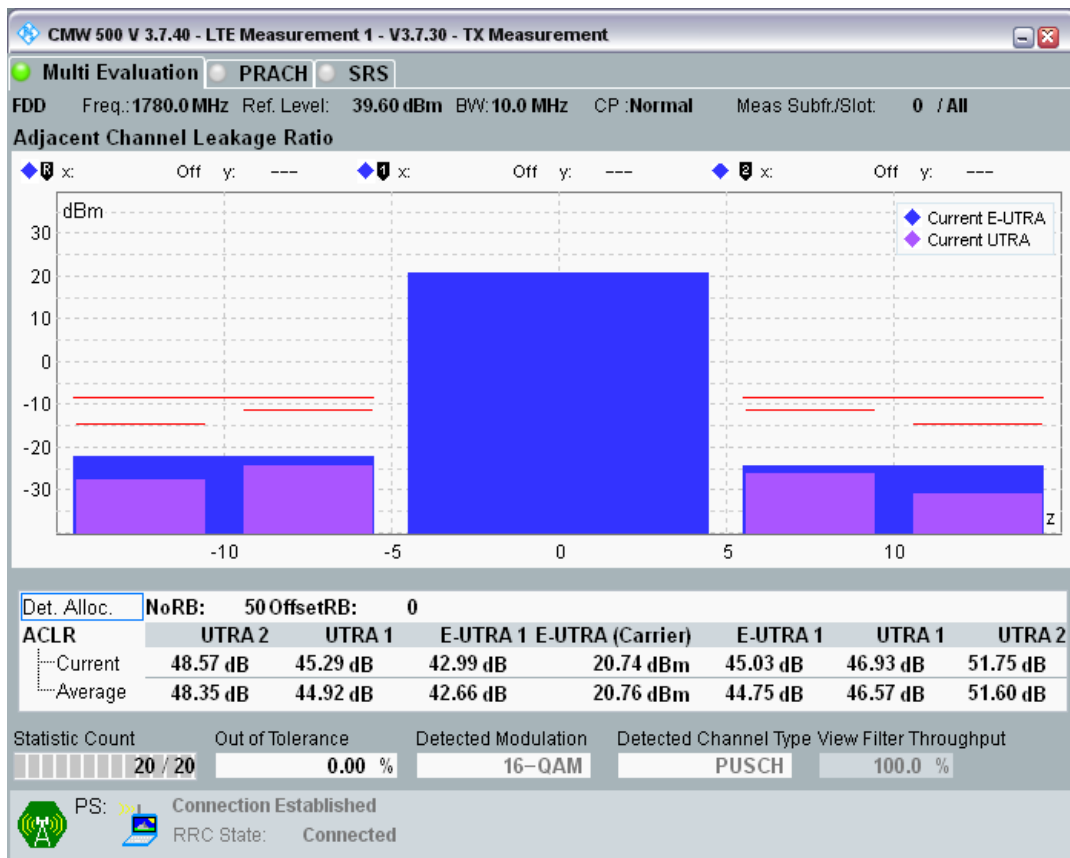 CMW 500 V 3.7.40 - LTE Measurement 1 - V3.7.30 - TX Measurement
Multi Evaluation PRACH SRS
FDD Freq.: 1780.0 MHz Ref. Level: 39.60 dBm BW: 10.0 MHz CP :Normal Meas Subfr./Slot: 0 / All
Adjacent Channel Leakage Ratio
R x: Off y: --- 1 x: Off y: --- 2 x: Off y: ---
dBm
Current E-UTRA
Current UTRA
30
20
10
0
-10
-20
-30
z
-10 -5 0 5 10
Det. Alloc. NoRB: 50 OffsetRB: 0
ACLR UTRA 2 UTRA 1 E-UTRA 1 E-UTRA (Carrier) E-UTRA 1 UTRA 1 UTRA 2
Current 48.57 dB 45.29 dB 42.99 dB 20.74 dBm 45.03 dB 46.93 dB 51.75 dB
Average 48.35 dB 44.92 dB 42.66 dB 20.76 dBm 44.75 dB 46.57 dB 51.60 dB
Statistic Count Out of Tolerance Detected Modulation Detected Channel Type View Filter Throughput
20 / 20 0.00 % 16-QAM PUSCH 100.0 %
PS: Connection Established
RRC State: Connected